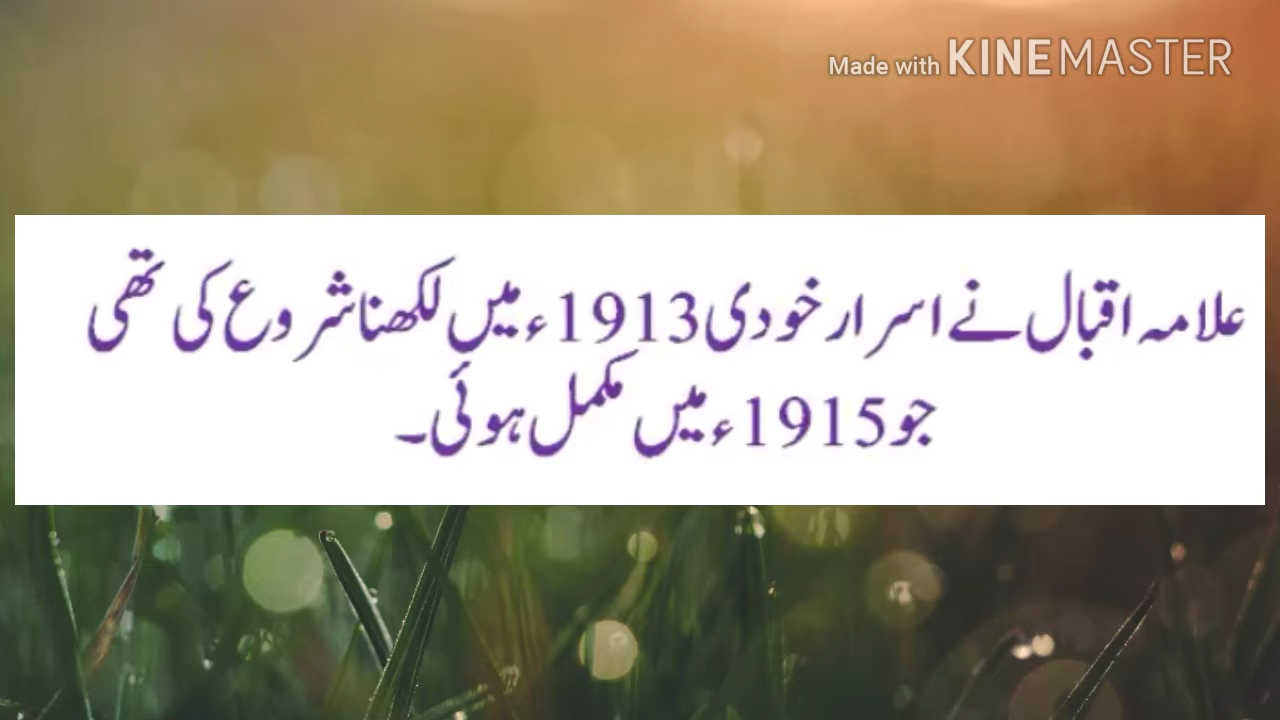 Made with KINEMASTER
علامہ اقبال نے اسرار خودی 1913ء میں لکھنا شروع کی تھی
جو 1915ء میں مکمل ہوئی۔